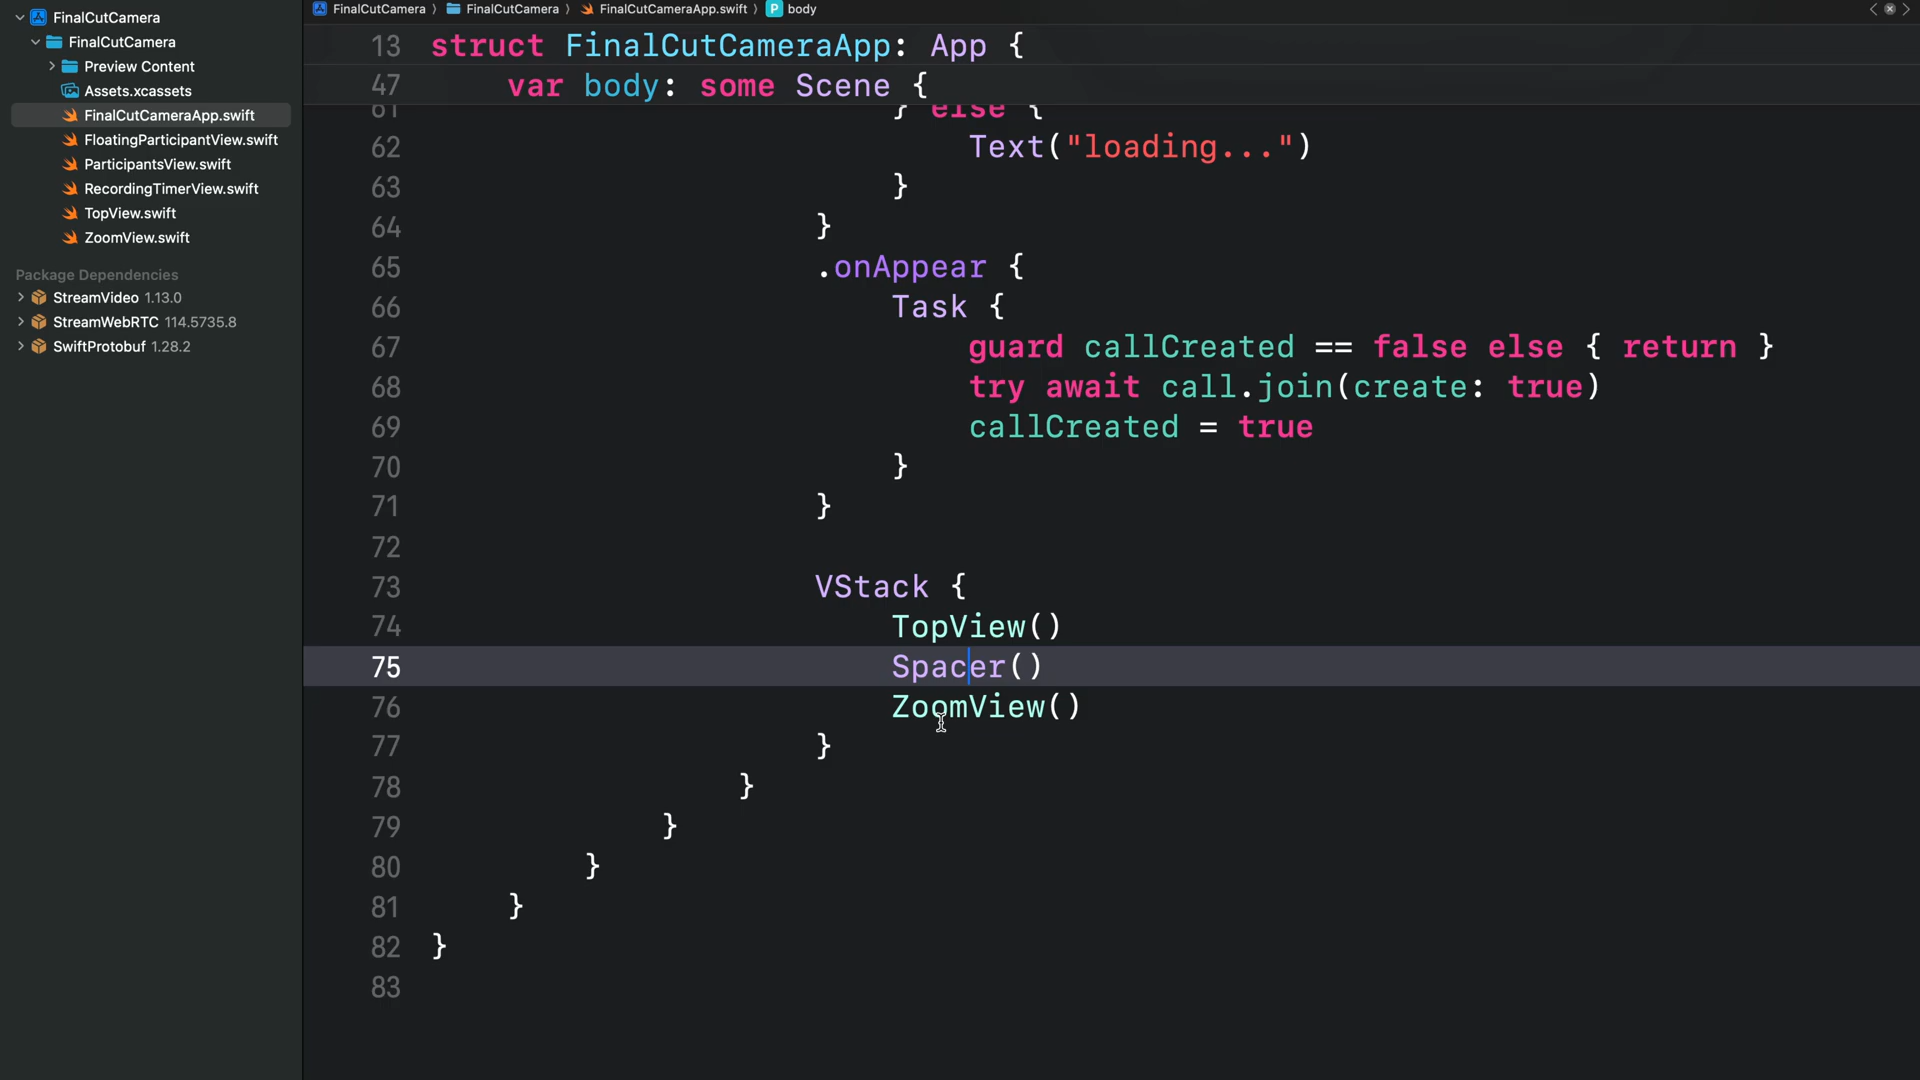 FinalCutCamera
FinalCutCamera
Preview Content
Assets.xcassets
FinalCutCameraApp.swift
FloatingParticipantView.swift
ParticipantsView.swift
RecordingTimerView.swift
TopView.swift
ZoomView.swift
Package Dependencies
StreamVideo 1.13.0
StreamWebRTC 114.5735.8
SwiftProtobuf 1.28.2
FinalCutCamera 〉 FinalCutCamera 〉 FinalCutCameraApp.swift 〉 P body
13 struct FinalCutCameraApp: App {
47 var body: some Scene {
61 } else {
62 Text("loading...")
63 }
64 }
65 .onAppear {
66 Task {
67 guard callCreated == false else { return }
68 try await call.join(create: true)
69 callCreated = true
70 }
71 }
72
73 VStack {
74 TopView()
75 Spacer()
76 ZoomView()
77 }
78 }
79 }
80 }
81 }
82 }
83